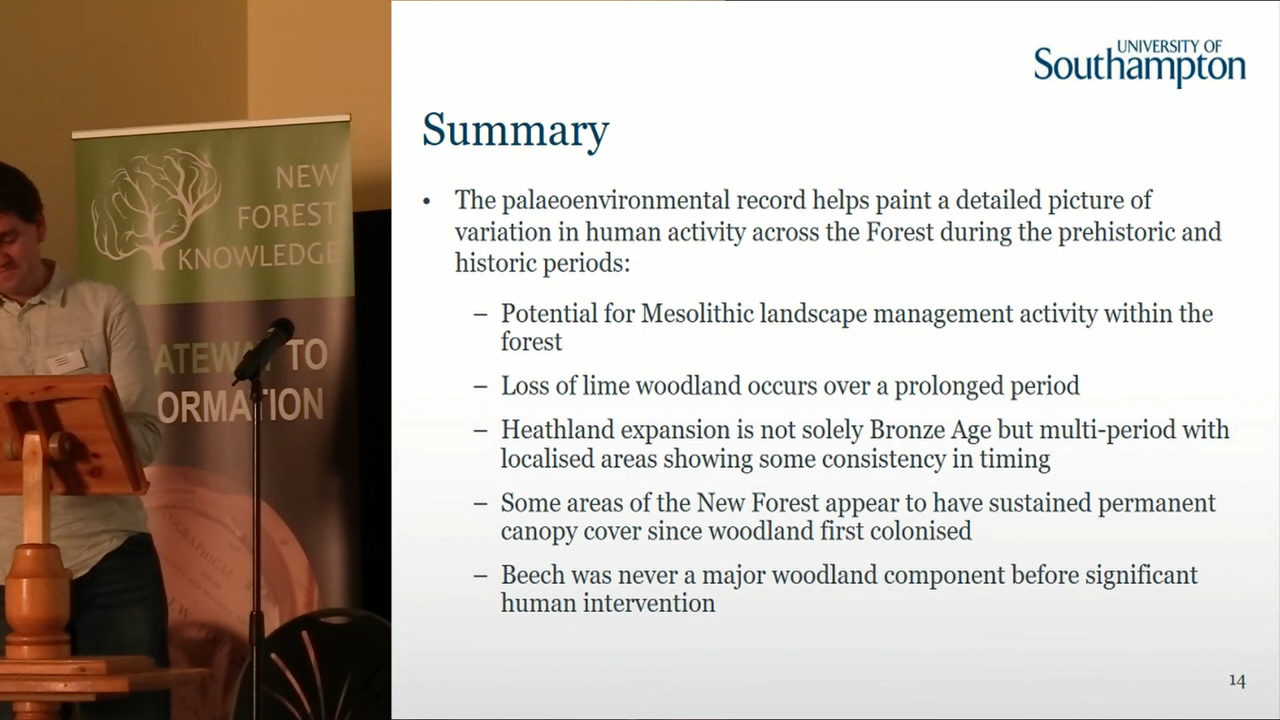 UNIVERSITY OF
Southampton
Summary
• The palaeoenvironmental record helps paint a detailed picture of
variation in human activity across the Forest during the prehistoric and
historic periods:
– Potential for Mesolithic landscape management activity within the
forest
– Loss of lime woodland occurs over a prolonged period
– Heathland expansion is not solely Bronze Age but multi-period with
localised areas showing some consistency in timing
– Some areas of the New Forest appear to have sustained permanent
canopy cover since woodland first colonised
– Beech was never a major woodland component before significant
human intervention
14
NEW
FOREST
KNOWLEDGE
ATEWAY TO
ORMATION